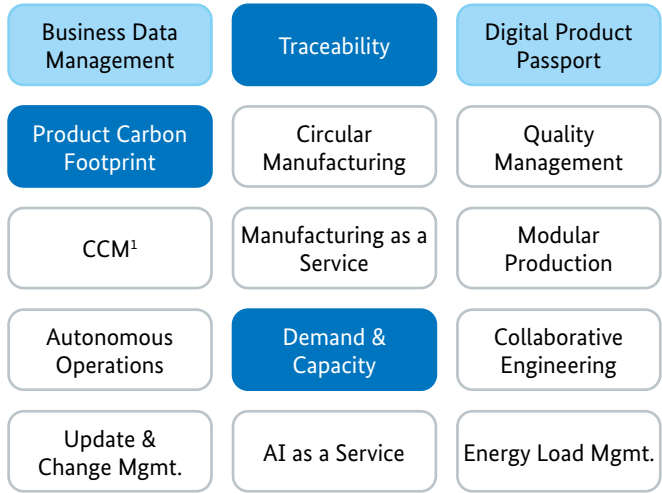 Business Data
Management
Traceability
Digital Product
Passport
Product Carbon
Footprint
Circular
Manufacturing
Quality
Management
CCM¹
Manufacturing as a
Service
Modular
Production
Autonomous
Operations
Demand &
Capacity
Collaborative
Engineering
Update &
Change Mgmt.
AI as a Service
Energy Load Mgmt.